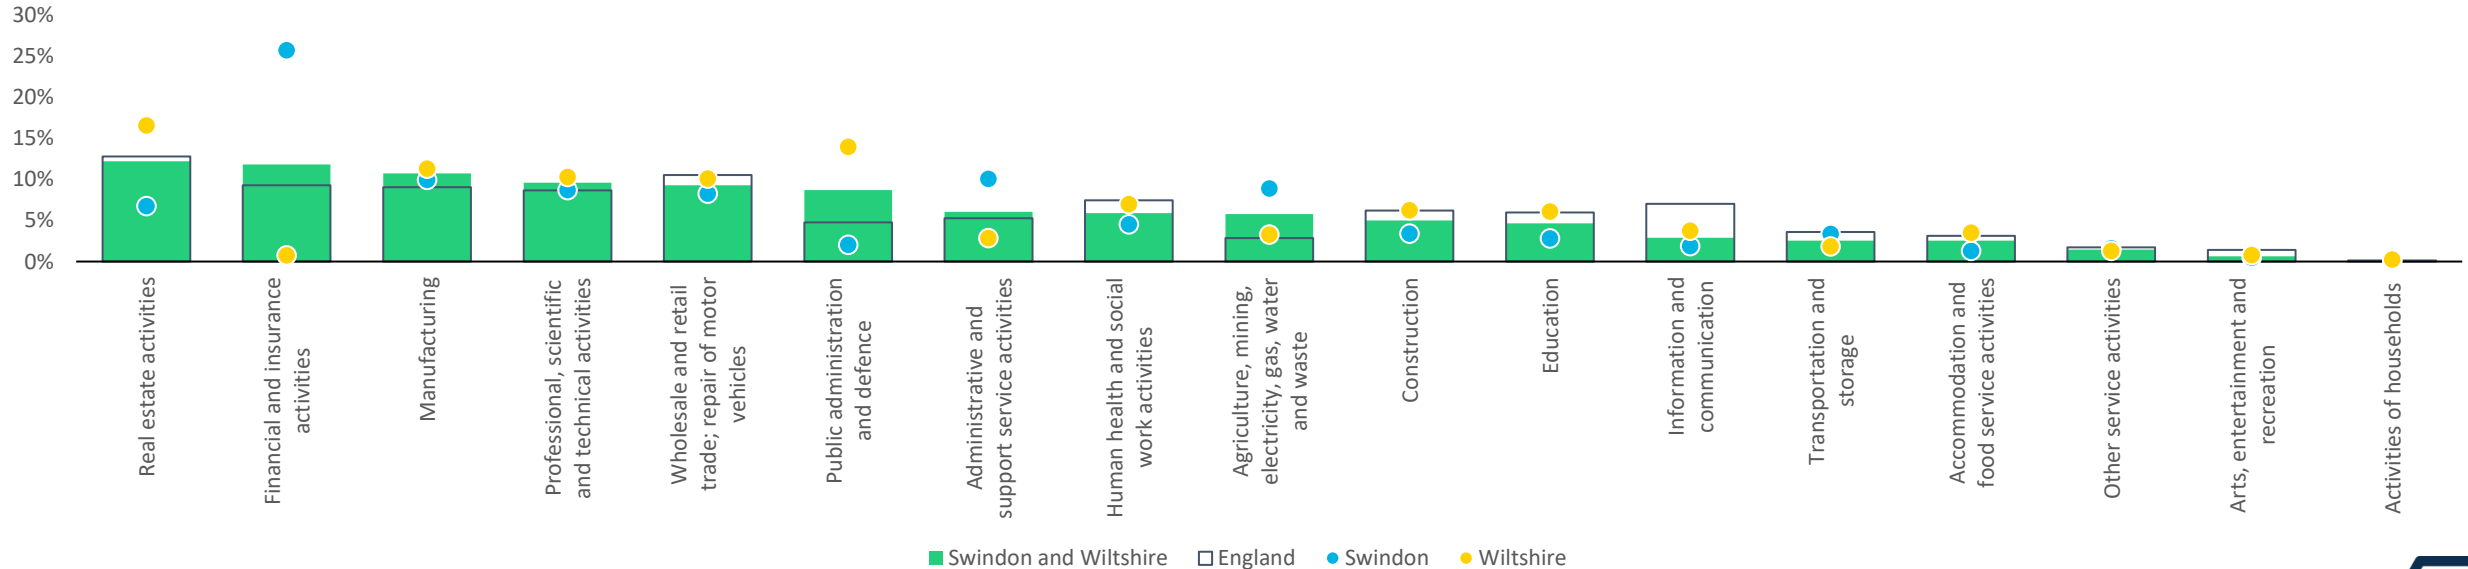 30%
25%
20%
15%
10%
5%
0%
Real estate activities
Financial and insurance
activities
Manufacturing
Professional, scientific
and technical activities
Wholesale and retail
trade; repair of motor
vehicles
Public administration
and defence
Administrative and
support service activities
Human health and social
work activities
Agriculture, mining,
electricity, gas, water
and waste
Construction
Education
Information and
communication
Transportation and
storage
Accommodation and
food service activities
Other service activities
Arts, entertainment and
recreation
Activities of households
Swindon and Wiltshire England Swindon Wiltshire